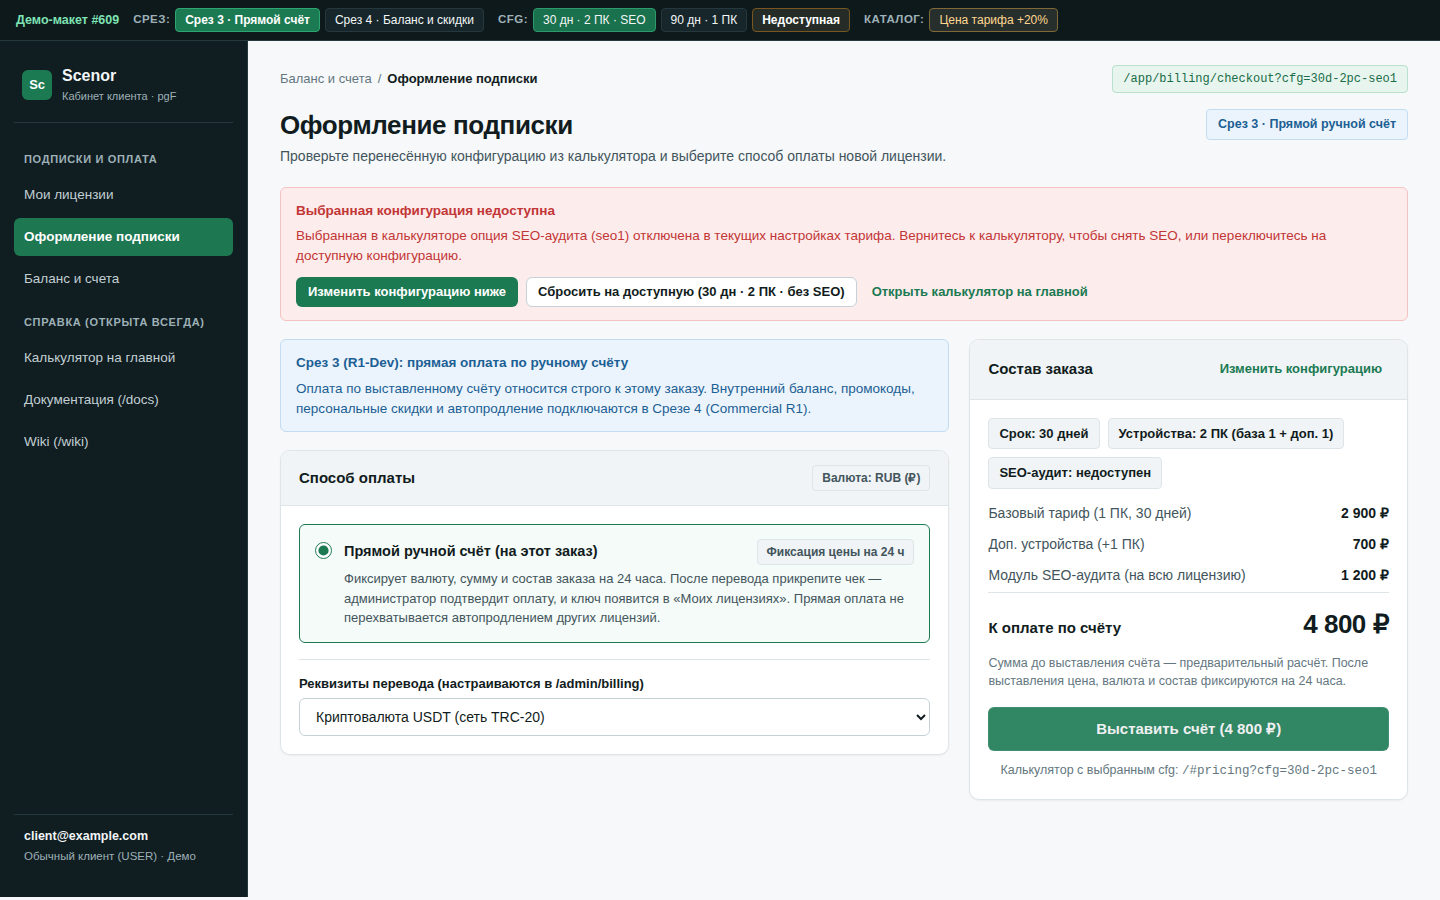 Демо-макет #609 СРЕЗ: Срез 3 · Прямой счёт Срез 4 · Баланс и скидки CFG: 30 дн · 2 ПК · SEO 90 дн · 1 ПК Недоступная КАТАЛОГ: Цена тарифа +20%
Sc
Scenor
Кабинет клиента · pgF
ПОДПИСКИ И ОПЛАТА
Мои лицензии
Оформление подписки
Баланс и счета
СПРАВКА (ОТКРЫТА ВСЕГДА)
Калькулятор на главной
Документация (/docs)
Wiki (/wiki)
client@example.com
Обычный клиент (USER) · Демо
Баланс и счета / Оформление подписки
/app/billing/checkout?cfg=30d-2pc-seo1
Оформление подписки
Срез 3 · Прямой ручной счёт
Проверьте перенесённую конфигурацию из калькулятора и выберите способ оплаты новой лицензии.
Выбранная конфигурация недоступна
Выбранная в калькуляторе опция SEO-аудита (seo1) отключена в текущих настройках тарифа. Вернитесь к калькулятору, чтобы снять SEO, или переключитесь на
доступную конфигурацию.
Изменить конфигурацию ниже Сбросить на доступную (30 дн · 2 ПК · без SEO) Открыть калькулятор на главной
Срез 3 (R1-Dev): прямая оплата по ручному счёту
Оплата по выставленному счёту относится строго к этому заказу. Внутренний баланс, промокоды,
персональные скидки и автопродление подключаются в Срезе 4 (Commercial R1).
Способ оплаты
Валюта: RUB (₽)
Прямой ручной счёт (на этот заказ)
Фиксация цены на 24 ч
Фиксирует валюту, сумму и состав заказа на 24 часа. После перевода прикрепите чек —
администратор подтвердит оплату, и ключ появится в «Моих лицензиях». Прямая оплата не
перехватывается автопродлением других лицензий.
Реквизиты перевода (настраиваются в /admin/billing)
Криптовалюта USDT (сеть TRC-20)
Состав заказа
Изменить конфигурацию
Срок: 30 дней Устройства: 2 ПК (база 1 + доп. 1)
SEO-аудит: недоступен
Базовый тариф (1 ПК, 30 дней) 2 900 ₽
Доп. устройства (+1 ПК) 700 ₽
Модуль SEO-аудита (на всю лицензию) 1 200 ₽
К оплате по счёту 4 800 ₽
Сумма до выставления счёта — предварительный расчёт. После
выставления цена, валюта и состав фиксируются на 24 часа.
Выставить счёт (4 800 ₽)
Калькулятор с выбранным cfg: /#pricing?cfg=30d-2pc-seo1